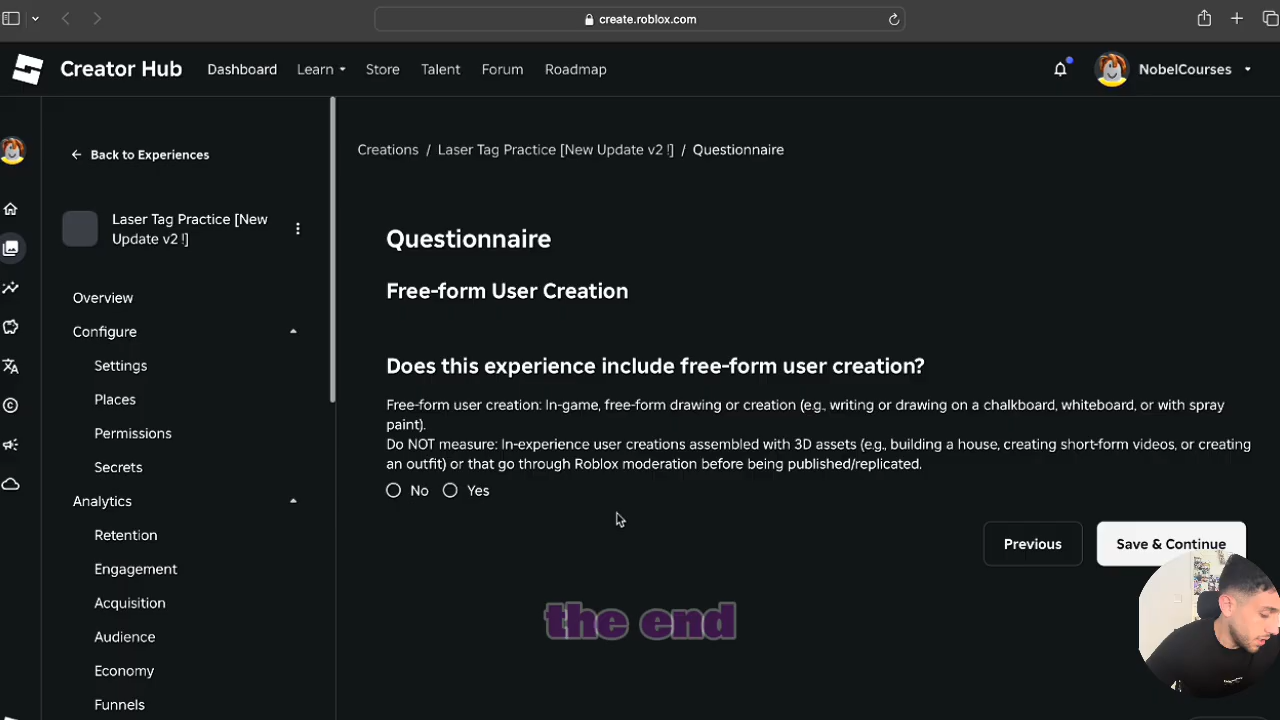 create.roblox.com
Creator Hub
Dashboard
Learn
Store
Talent
Forum
Roadmap
NobelCourses
Back to Experiences
Laser Tag Practice [New
Update v2 !]
Overview
Configure
Settings
Places
Permissions
Secrets
Analytics
Retention
Engagement
Acquisition
Audience
Economy
Funnels
Creations / Laser Tag Practice [New Update v2 !] / Questionnaire
Questionnaire
Free-form User Creation
Does this experience include free-form user creation?
Free-form user creation: In-game, free-form drawing or creation (e.g., writing or drawing on a chalkboard, whiteboard, or with spray
paint).
Do NOT measure: In-experience user creations assembled with 3D assets (e.g., building a house, creating short-form videos, or creating
an outfit) or that go through Roblox moderation before being published/replicated.
No
Yes
Previous
Save & Continue
the end